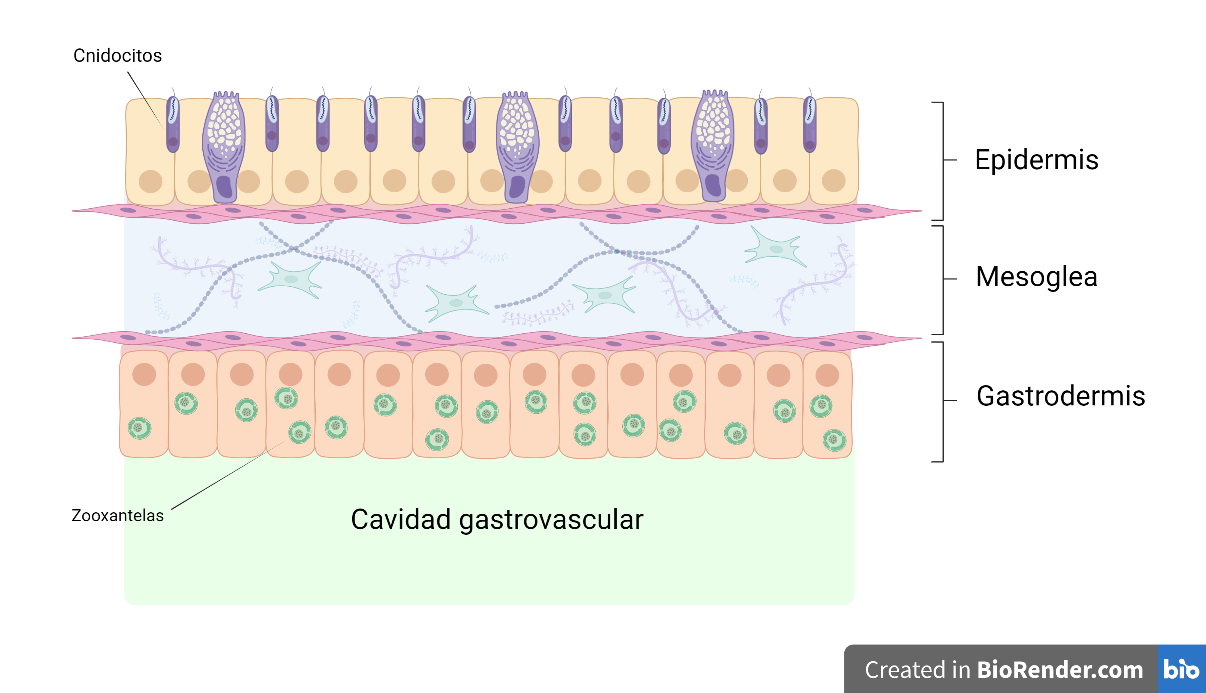 Cnidocitos
Epidermis
Mesoglea
Gastrodermis
Zooxantelas
Cavidad gastrovascular
Created in BioRender.com bio